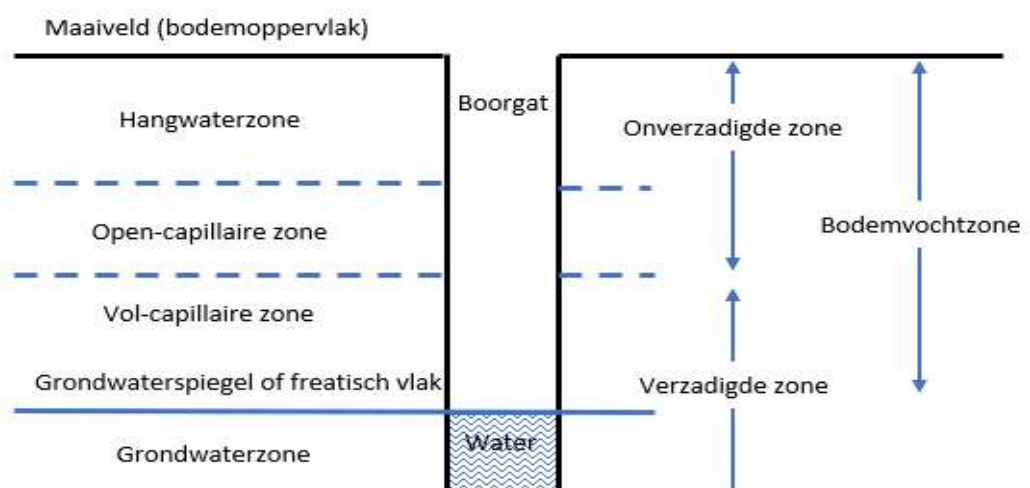 Maaiveld (bodemoppervlak)
Boorgat
Hangwaterzone
Onverzadigde zone
Open-capillaire zone
Bodemvochtzone
Vol-capillaire zone
Grondwaterspiegel of freatisch vlak
Verzadigde zone
Water
Grondwaterzone